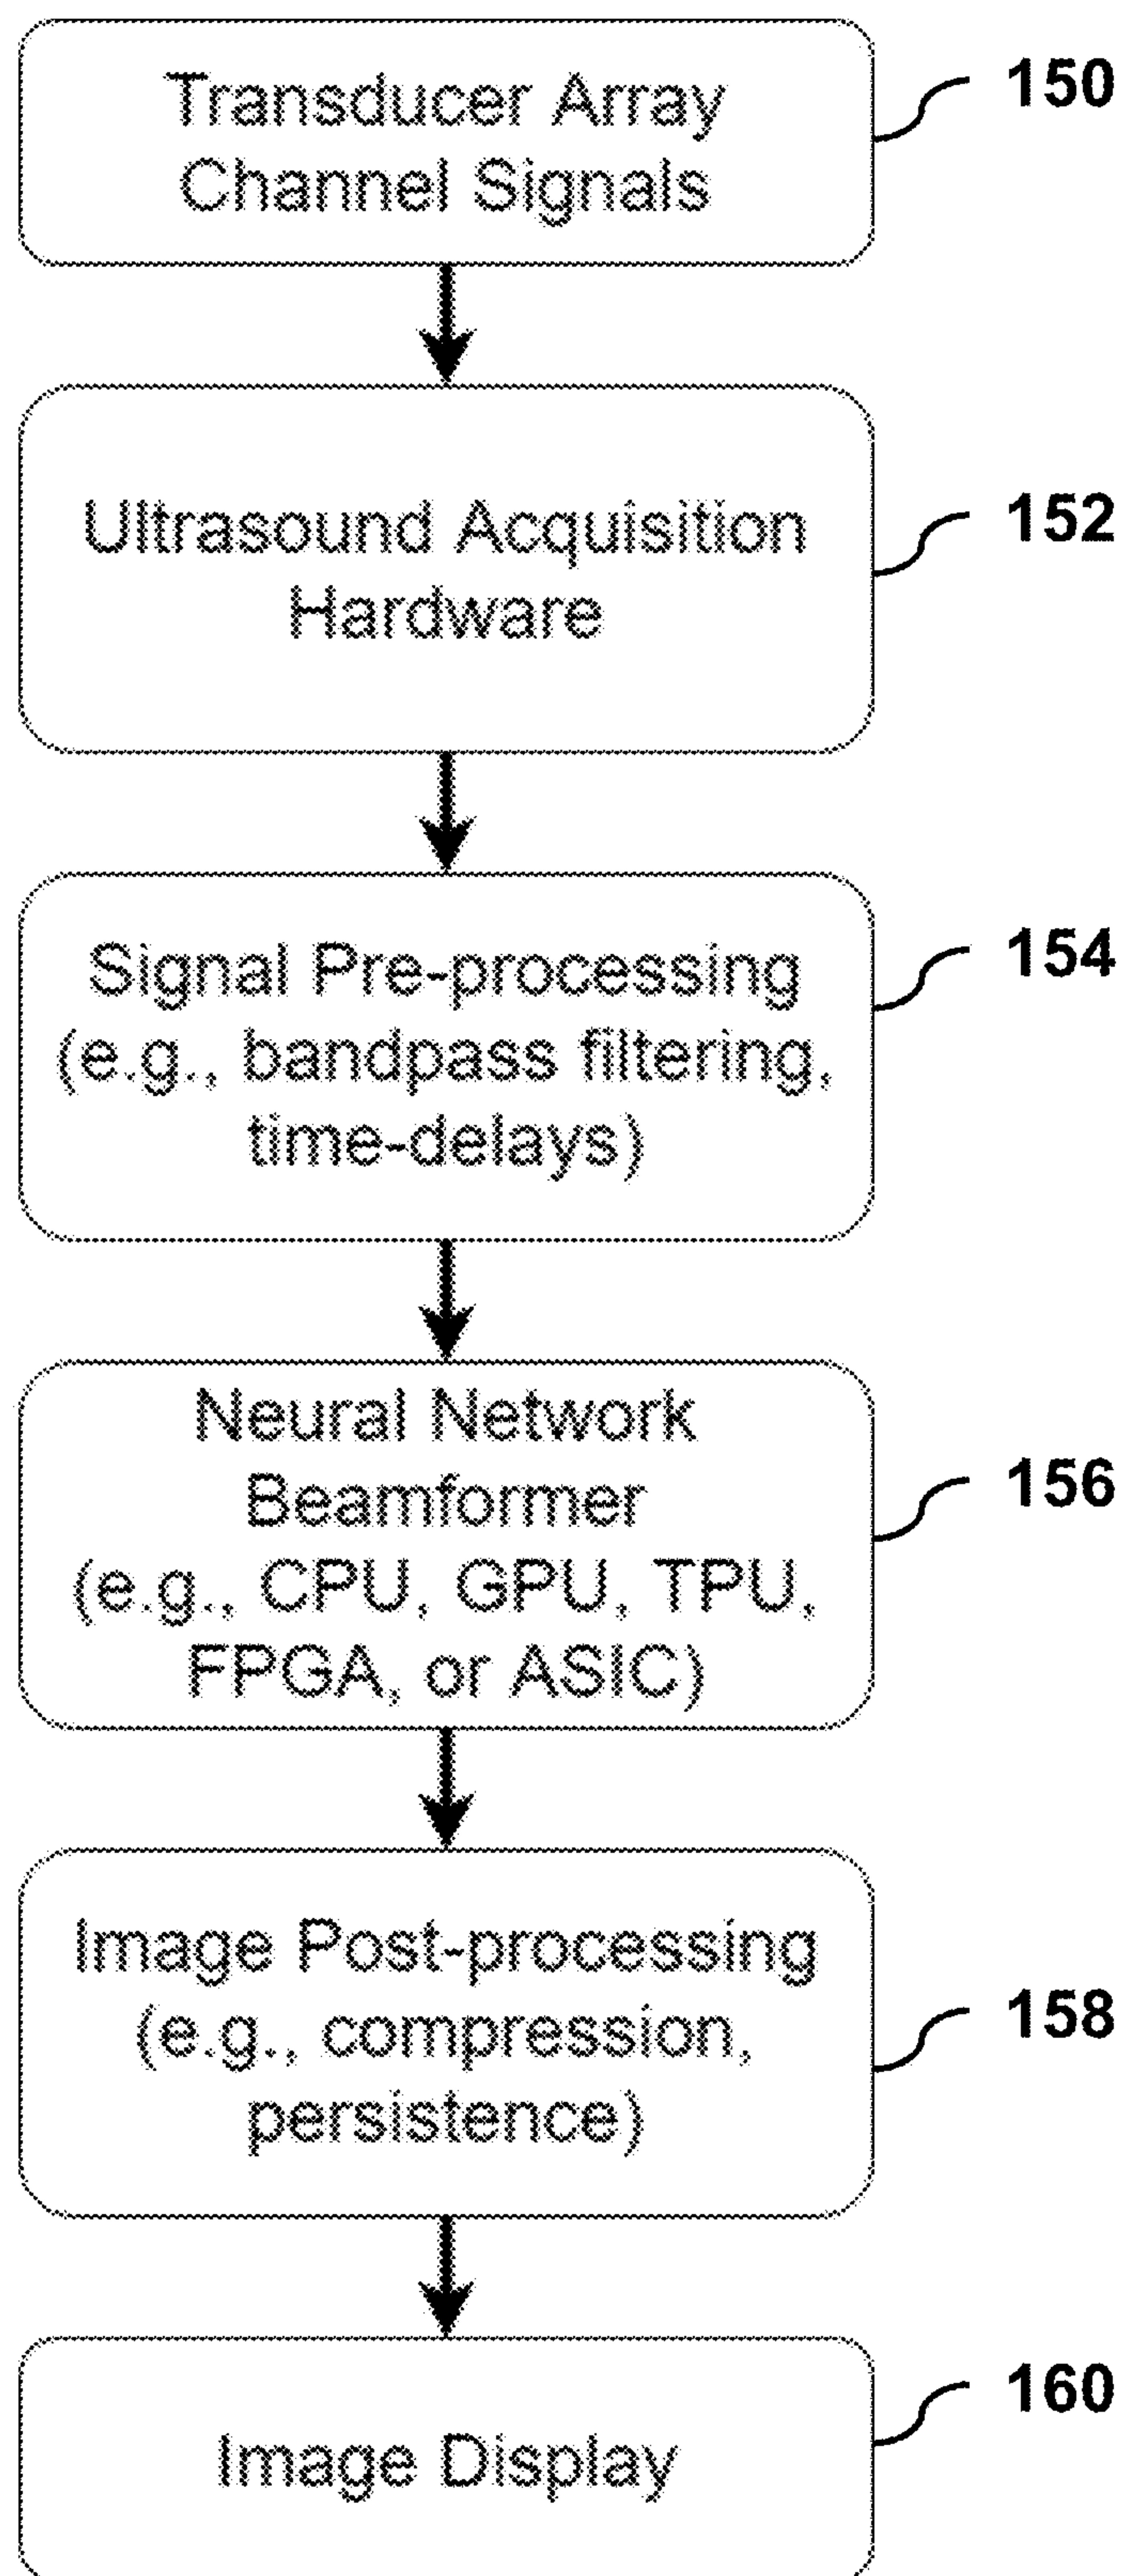 Transducer Array
Channel Signals
150
Ultrasound Acquisition
Hardware
152
Signal Pre-processing
(e.g., bandpass filtering,
time-delays)
154
Neural Network
Beamformer
(e.g., CPU, GPU, TPU,
FPGA, or ASIC)
156
Image Post-processing
(e.g., compression,
persistence)
158
Image Display
160